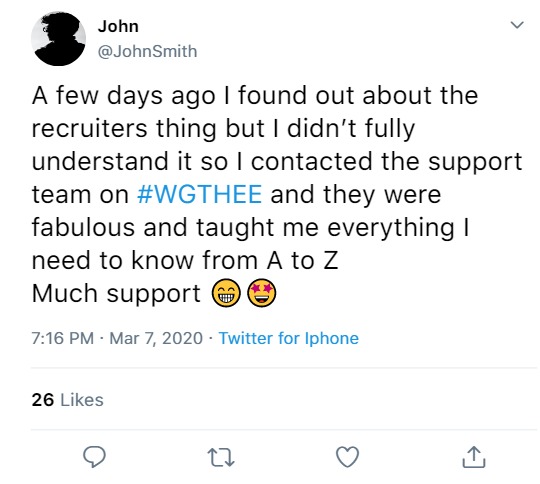 John
@JohnSmith
A few days ago I found out about the
recruiters thing but I didn’t fully
understand it so I contacted the support
team on #WGTHEE and they were
fabulous and taught me everything I
need to know from A to Z
Much support 😁🤩
7:16 PM · Mar 7, 2020 · Twitter for Iphone
26 Likes